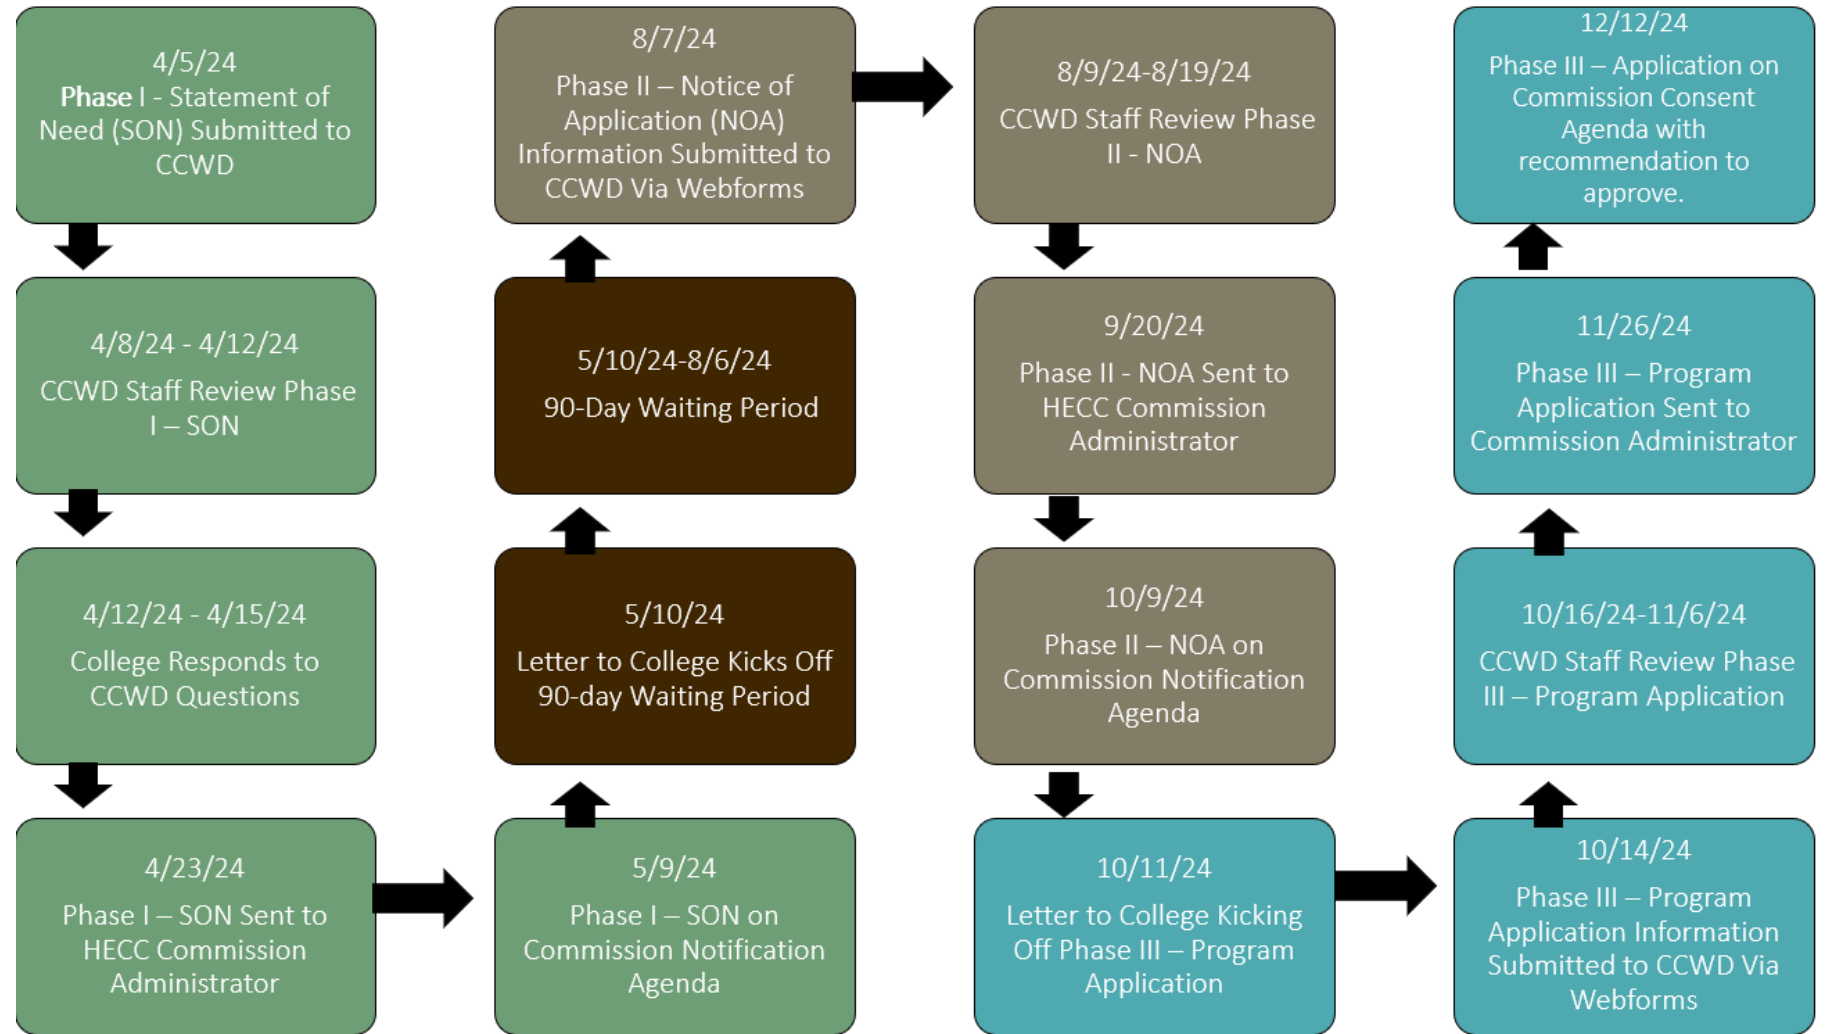 4/5/24
Phase I - Statement of
Need (SON) Submitted to
CCWD
4/8/24 - 4/12/24
CCWD Staff Review Phase
I – SON
4/12/24 - 4/15/24
College Responds to
CCWD Questions
4/23/24
Phase I – SON Sent to
HECC Commission
Administrator
5/9/24
Phase I – SON on
Commission Notification
Agenda
5/10/24
Letter to College Kicks Off
90-day Waiting Period
5/10/24-8/6/24
90-Day Waiting Period
8/7/24
Phase II – Notice of
Application (NOA)
Information Submitted to
CCWD Via Webforms
8/9/24-8/19/24
CCWD Staff Review Phase
II - NOA
9/20/24
Phase II - NOA Sent to
HECC Commission
Administrator
10/9/24
Phase II – NOA on
Commission Notification
Agenda
10/11/24
Letter to College Kicking
Off Phase III – Program
Application
10/14/24
Phase III – Program
Application Information
Submitted to CCWD Via
Webforms
10/16/24-11/6/24
CCWD Staff Review Phase
III – Program Application
11/26/24
Phase III – Program
Application Sent to
Commission Administrator
12/12/24
Phase III – Application on
Commission Consent
Agenda with
recommendation to
approve.